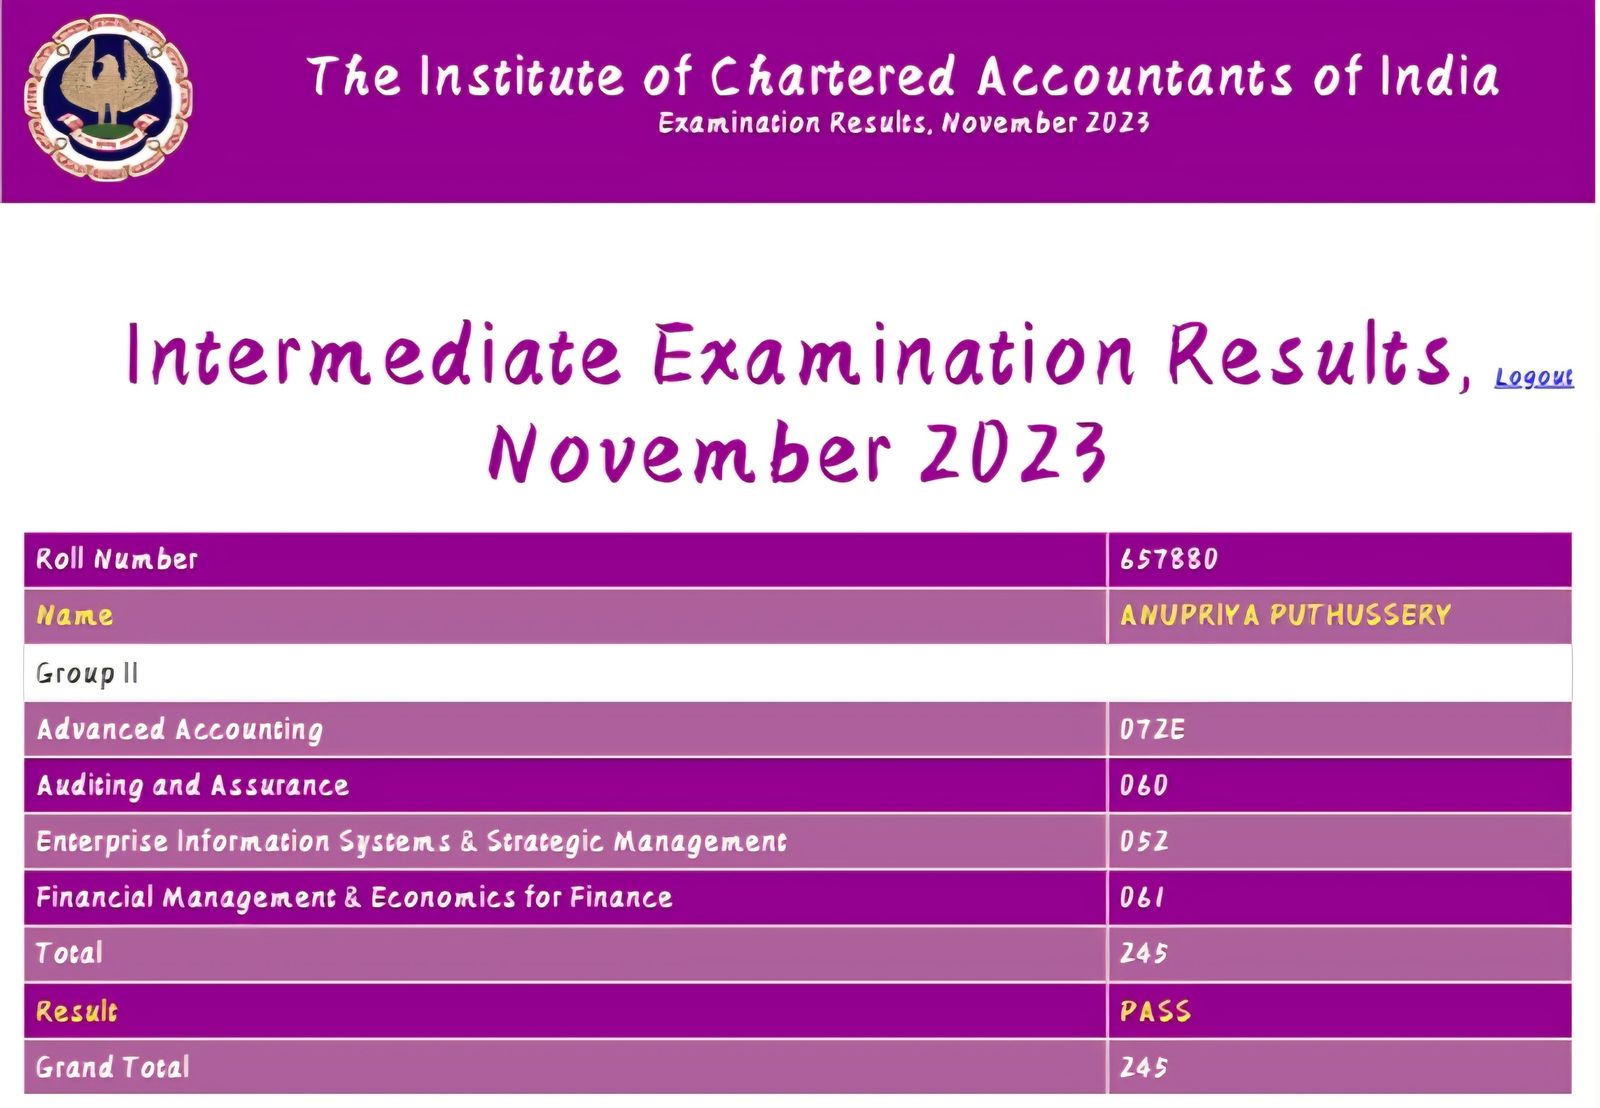 The Institute of Chartered Accountants of India
Examination Results, November 2023
Intermediate Examination Results,
November 2023
Logout
Roll Number 657880
Name ANUPRIYA PUTHUSSERY
Group II
Advanced Accounting 072E
Auditing and Assurance 060
Enterprise Information Systems & Strategic Management 052
Financial Management & Economics for Finance 061
Total 245
Result PASS
Grand Total 245